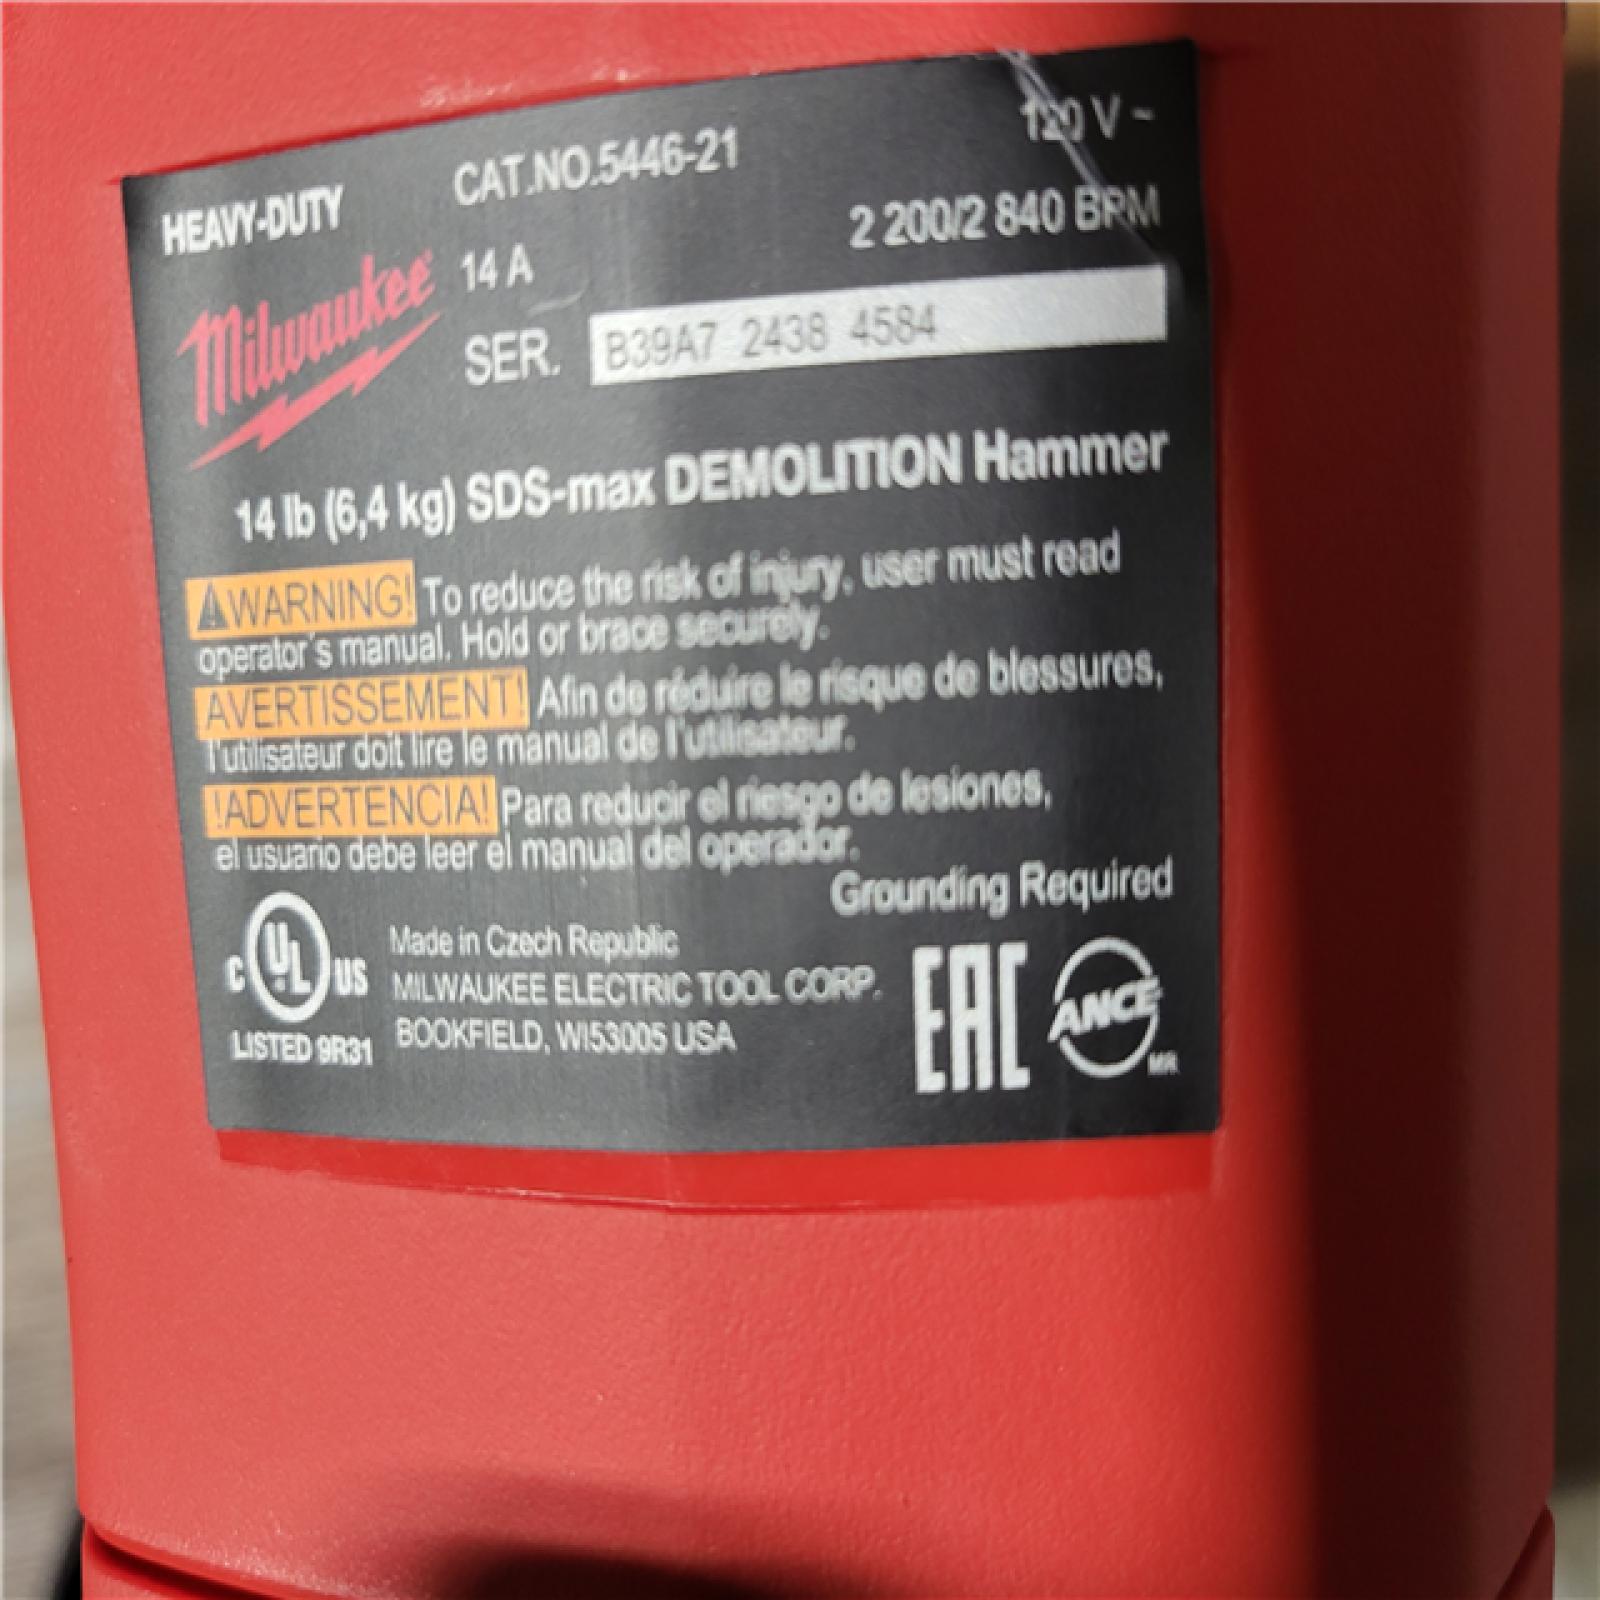 HEAVY-DUTY CAT.NO.5446-21 120 V ~
Milwaukee 14 A 2 200/2 840 BPM
SER. B39A7 2438 4584
14 lb (6,4 kg) SDS-max DEMOLITION Hammer
WARNING! To reduce the risk of injury, user must read
operator's manual. Hold or brace securely.
AVERTISSEMENT! Afin de réduire le risque de blessures,
l'utilisateur doit lire le manual de l'utilisateur.
!ADVERTENCIA! Para reducir el riesgo de lesiones,
el usuario debe leer el manual del operador.
Grounding Required
C UL US
LISTED 9R31
Made in Czech Republic
MILWAUKEE ELECTRIC TOOL CORP.
BOOKFIELD, WI53005 USA
EAC
ANCE
MR